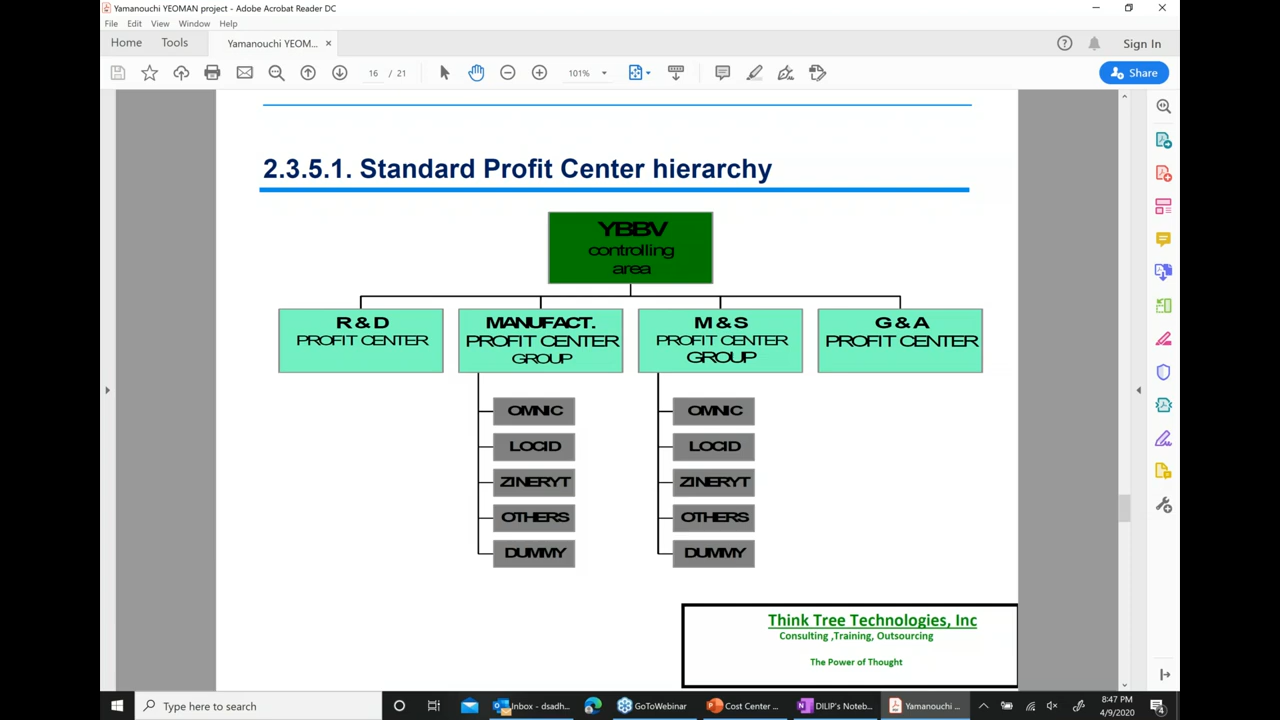 Yamanouchi YEOMAN project - Adobe Acrobat Reader DC
File Edit View Window Help
Home Tools Yamanouchi YEOM... × Sign In
16 / 21 101% Share
2.3.5.1. Standard Profit Center hierarchy
YBBV
controlling
area
R & D
PROFIT CENTER
MANUFACT.
PROFIT CENTER
GROUP
M & S
PROFIT CENTER
GROUP
G & A
PROFIT CENTER
OMNIC
LOCID
ZINERYT
OTHERS
DUMMY
OMNIC
LOCID
ZINERYT
OTHERS
DUMMY
Think Tree Technologies, Inc
Consulting ,Training, Outsourcing
The Power of Thought
Type here to search
Inbox - dsadh...
GoToWebinar
Cost Center ...
DILIP's Noteb...
Yamanouchi ...
8:47 PM
4/9/2020
4